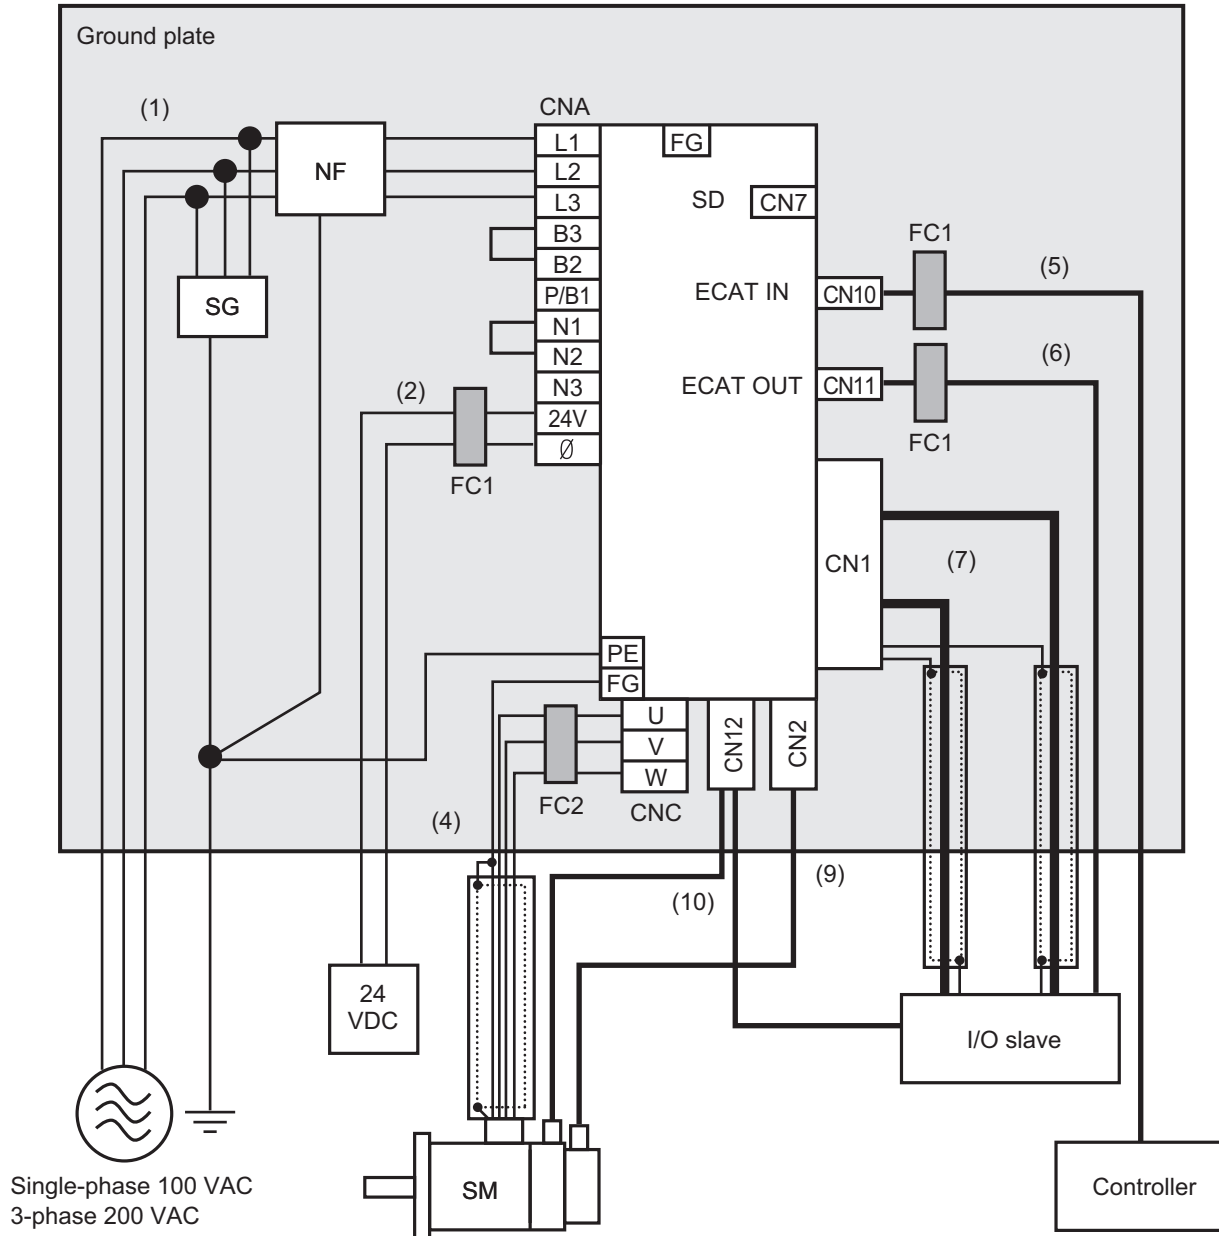 Ground plate
(1)
CNA
NF
L1
L2
L3
B3
B2
P/B1
N1
N2
N3
24V
Ø
FG
SD
CN7
ECAT IN
CN10
FC1
(5)
ECAT OUT
CN11
FC1
(6)
SG
(2)
FC1
CN1
(7)
PE
FG
U
V
W
CNC
FC2
CN12
CN2
(4)
(10)
(9)
24
VDC
I/O slave
Single-phase 100 VAC
3-phase 200 VAC
SM
Controller